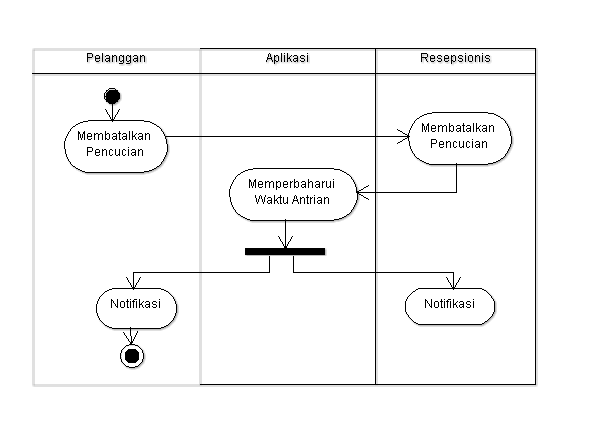 Pelanggan
Aplikasi
Resepsionis
Membatalkan
Pencucian
Membatalkan
Pencucian
Memperbaharui
Waktu Antrian
Notifikasi
Notifikasi